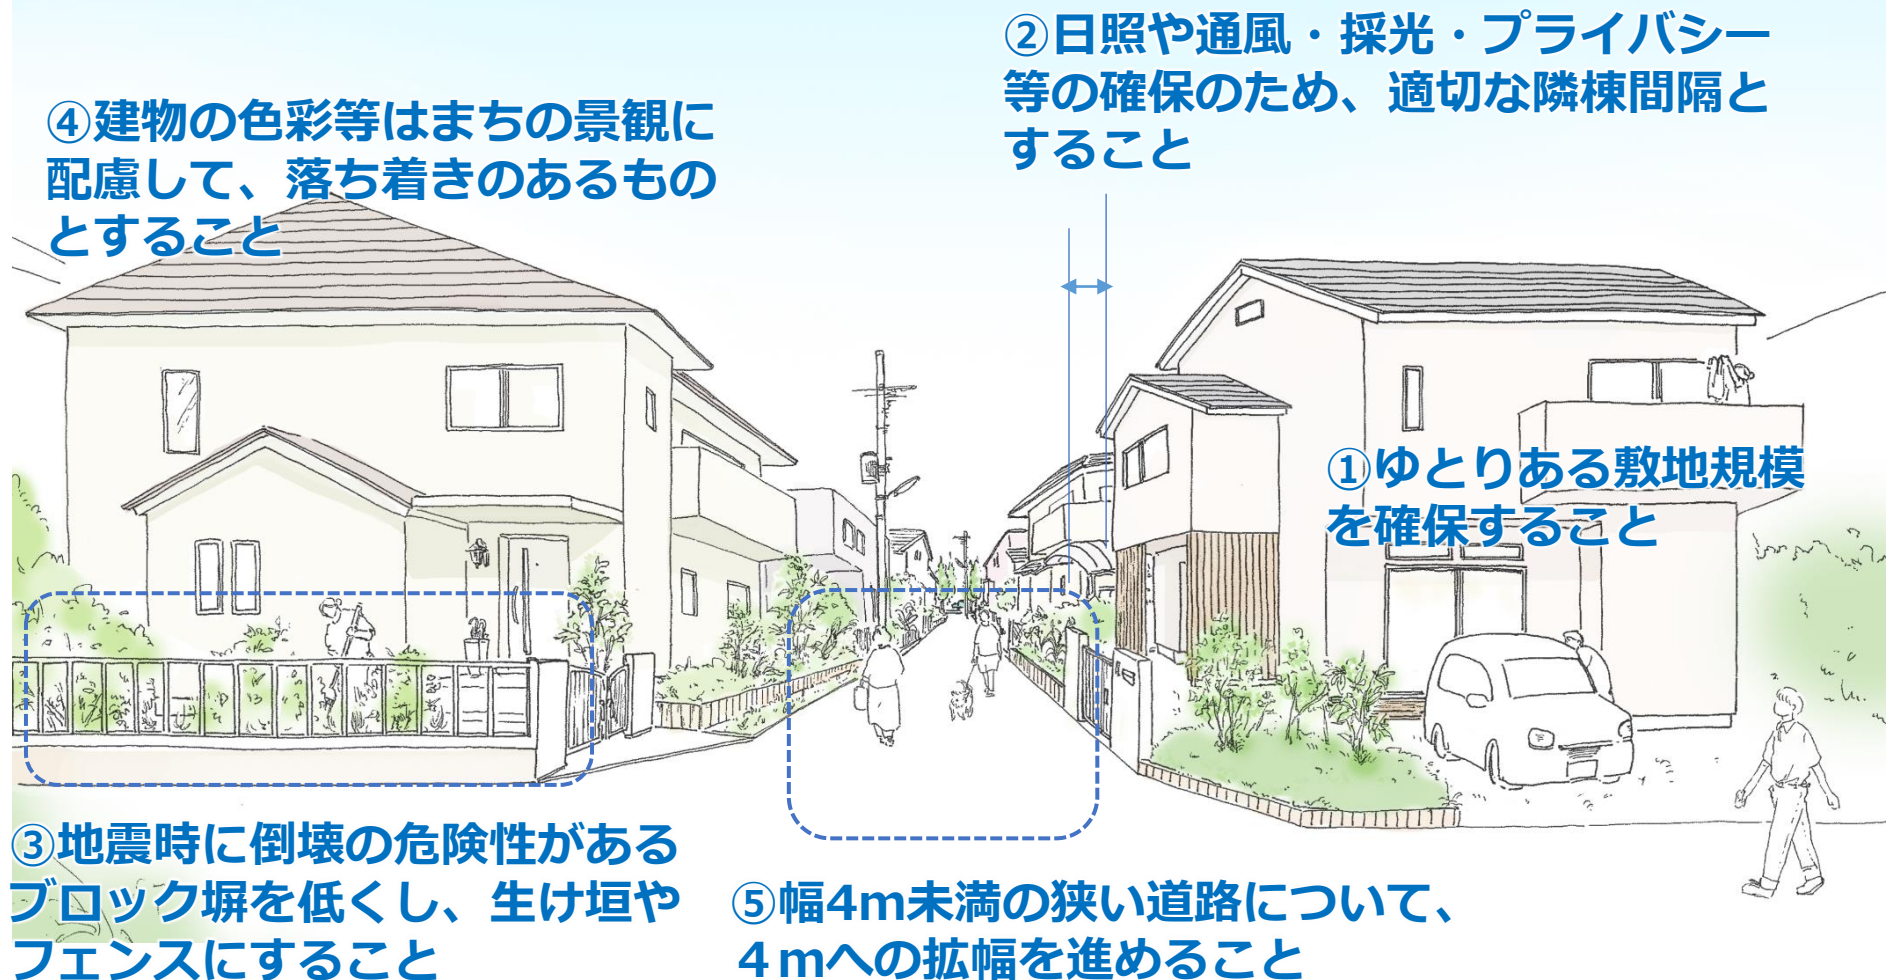 ②日照や通風・採光・プライバシー
等の確保のため、適切な隣棟間隔と
すること
④建物の色彩等はまちの景観に
配慮して、落ち着きのあるもの
とすること
①ゆとりある敷地規模
を確保すること
③地震時に倒壊の危険性がある
ブロック塀を低くし、生け垣や
フェンスにすること
⑤幅4m未満の狭い道路について、
４mへの拡幅を進めること